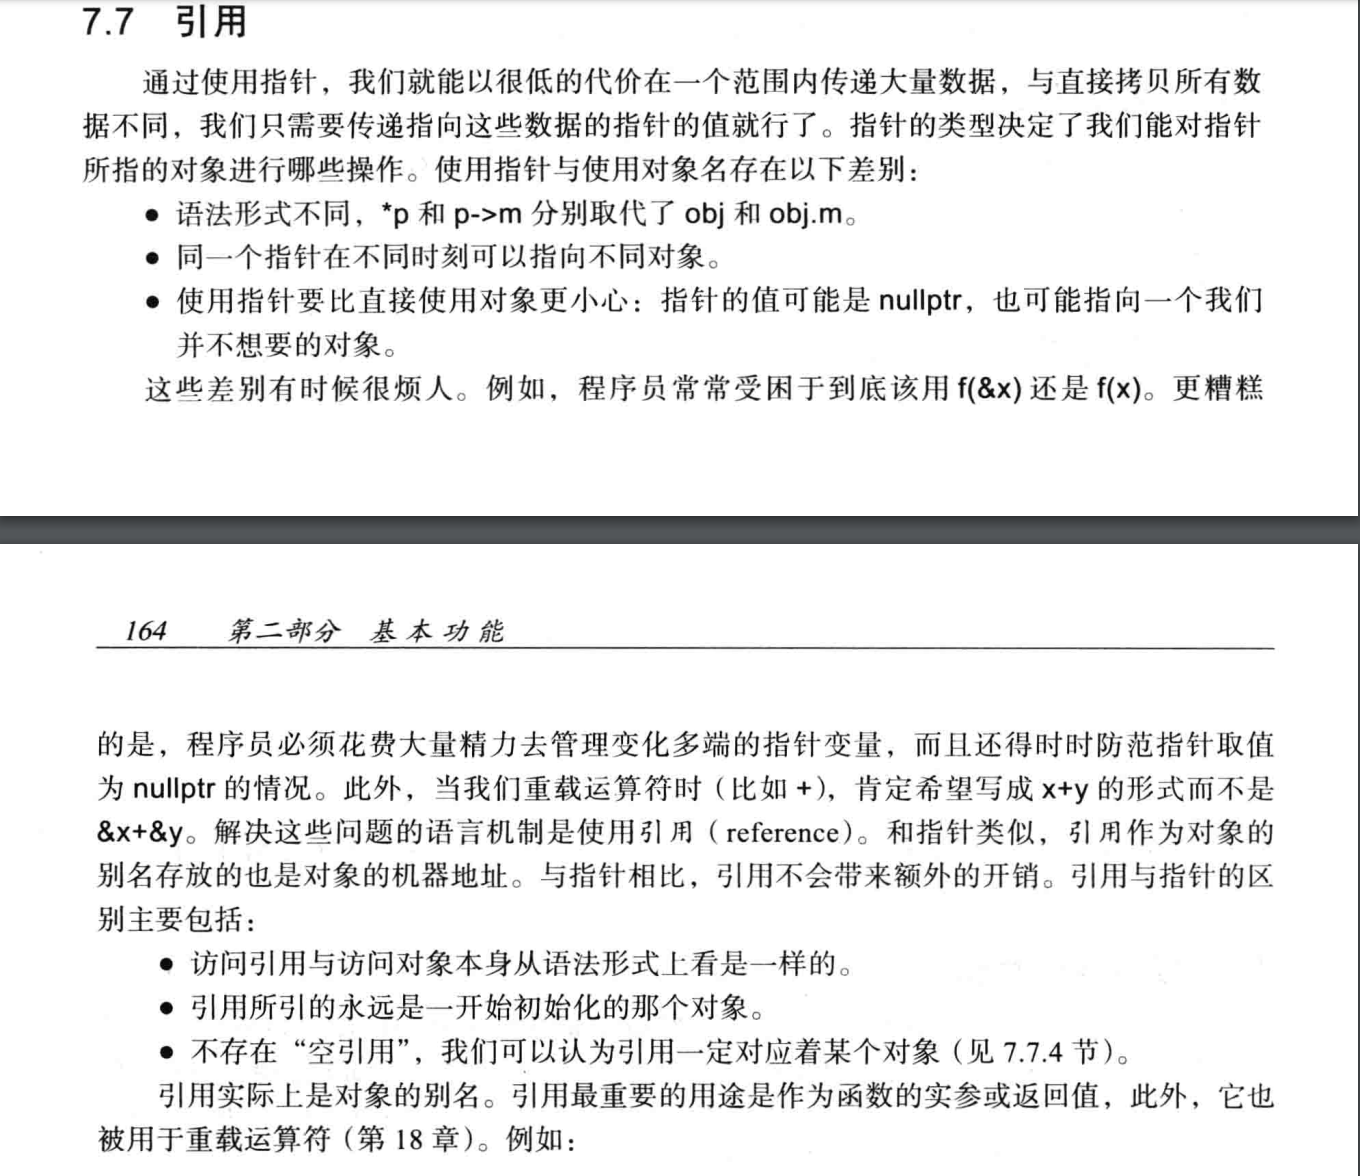 7.7 引用
通过使用指针，我们就能以很低的代价在一个范围内传递大量数据，与直接拷贝所有数
据不同，我们只需要传递指向这些数据的指针的值就行了。指针的类型决定了我们能对指针
所指的对象进行哪些操作。使用指针与使用对象名存在以下差别：
● 语法形式不同，*p 和 p->m 分别取代了 obj 和 obj.m。
● 同一个指针在不同时刻可以指向不同对象。
● 使用指针要比直接使用对象更小心：指针的值可能是 nullptr，也可能指向一个我们
并不想要的对象。
这些差别有时候很烦人。例如，程序员常常受困于到底该用 f(&x) 还是 f(x)。更糟糕
164 第二部分 基本功能
的是，程序员必须花费大量精力去管理变化多端的指针变量，而且还得时时防范指针取值
为 nullptr 的情况。此外，当我们重载运算符时（比如 +），肯定希望写成 x+y 的形式而不是
&x+&y。解决这些问题的语言机制是使用引用（reference）。和指针类似，引用作为对象的
别名存放的也是对象的机器地址。与指针相比，引用不会带来额外的开销。引用与指针的区
别主要包括：
● 访问引用与访问对象本身从语法形式上看是一样的。
● 引用所引的永远是一开始初始化的那个对象。
● 不存在“空引用”，我们可以认为引用一定对应着某个对象（见 7.7.4 节）。
引用实际上是对象的别名。引用最重要的用途是作为函数的实参或返回值，此外，它也
被用于重载运算符（第 18 章）。例如：